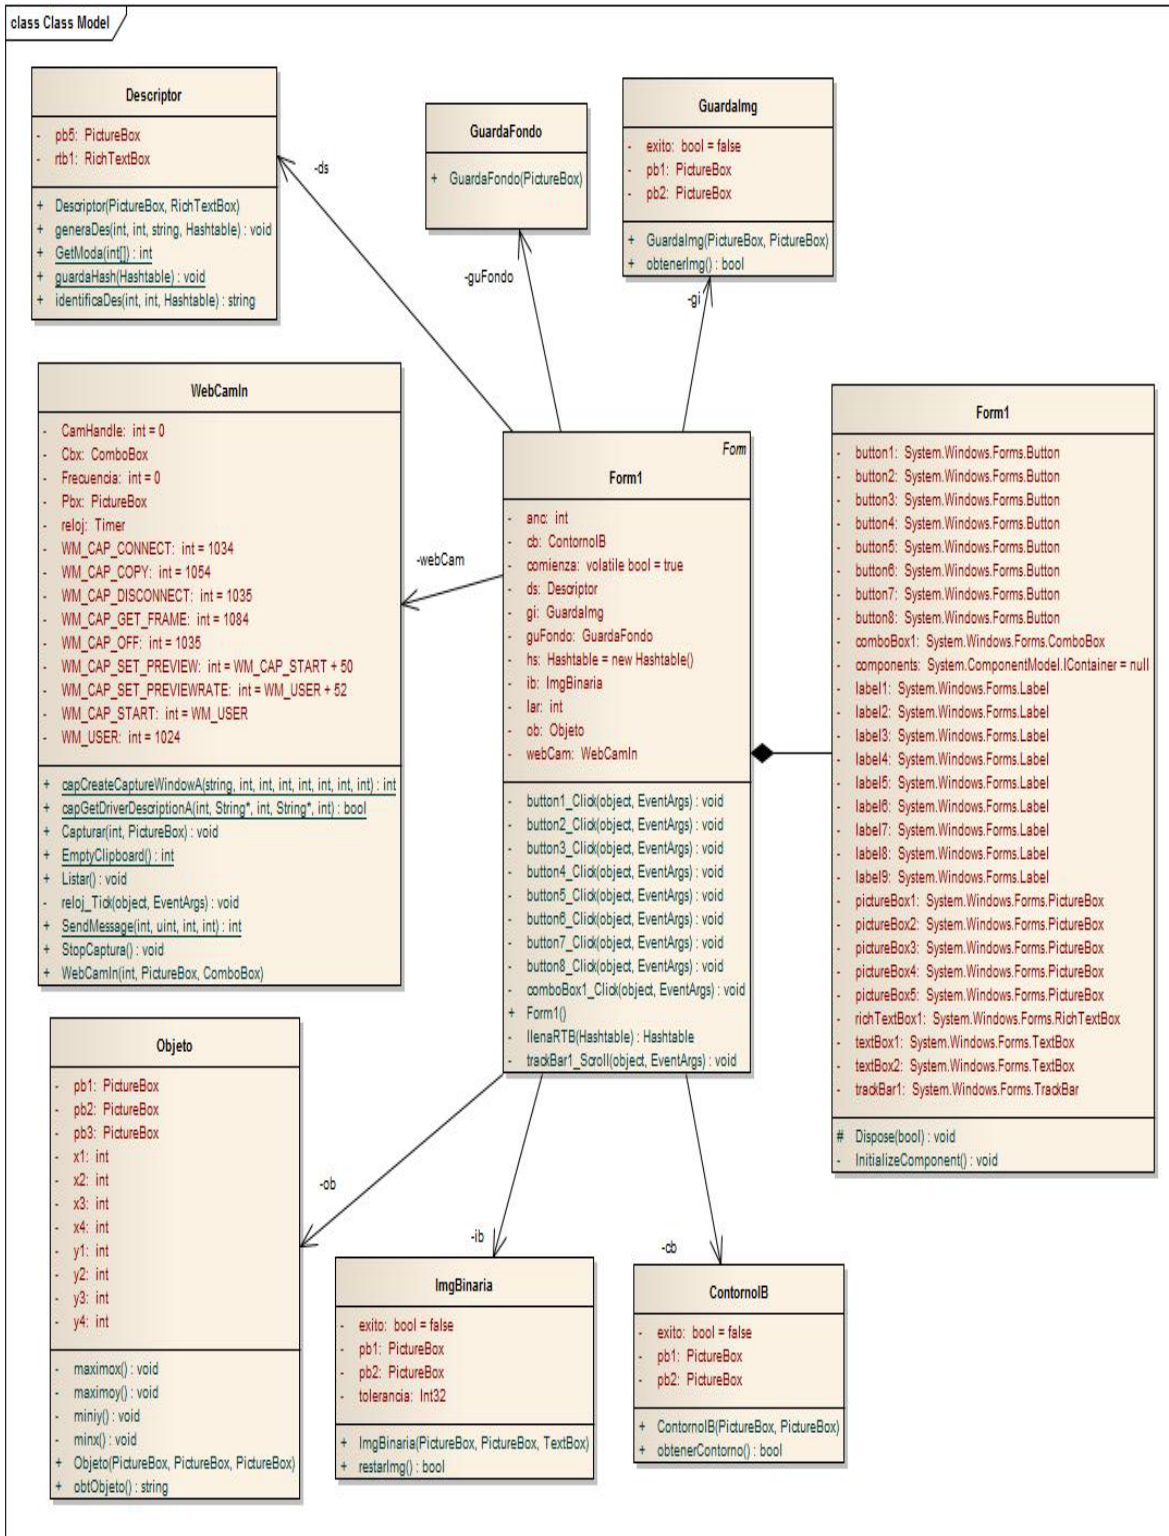 class Class Model
Descriptor
- pb5: PictureBox
- rtb1: RichTextBox
+ Descriptor(PictureBox, RichTextBox)
+ generaDes(int, int, string, Hashtable) : void
+ GetModa(int[]) : int
+ guardaHash(Hashtable) : void
+ identificaDes(int, int, Hashtable) : string
-ds
GuardaFondo
+ GuardaFondo(PictureBox)
-guFondo
GuardaImg
- exito: bool = false
- pb1: PictureBox
- pb2: PictureBox
+ GuardaImg(PictureBox, PictureBox)
+ obtenerImg() : bool
-gi
WebCamIn
- CamHandle: int = 0
- Cbx: ComboBox
- Frecuencia: int = 0
- Pbx: PictureBox
- reloj: Timer
- WM_CAP_CONNECT: int = 1034
- WM_CAP_COPY: int = 1054
- WM_CAP_DISCONNECT: int = 1035
- WM_CAP_GET_FRAME: int = 1084
- WM_CAP_OFF: int = 1035
- WM_CAP_SET_PREVIEW: int = WM_CAP_START + 50
- WM_CAP_SET_PREVIEWRATE: int = WM_USER + 52
- WM_CAP_START: int = WM_USER
- WM_USER: int = 1024
+ capCreateCaptureWindowA(string, int, int, int, int, int, int, int) : int
+ capGetDriverDescriptionA(int, String*, int, String*, int) : bool
+ Capturar(int, PictureBox) : void
+ EmptyClipboard() : int
+ Listar() : void
- reloj_Tick(object, EventArgs) : void
+ SendMessage(int, uint, int, int) : int
+ StopCaptura() : void
+ WebCamIn(int, PictureBox, ComboBox)
-webCam
Form
Form1
- anc: int
- cb: ContornoIB
- comienza: volatile bool = true
- ds: Descriptor
- gi: GuardaImg
- guFondo: GuardaFondo
- hs: Hashtable = new Hashtable()
- ib: ImgBinaria
- lar: int
- ob: Objeto
- webCam: WebCamIn
- button1_Click(object, EventArgs) : void
- button2_Click(object, EventArgs) : void
- button3_Click(object, EventArgs) : void
- button4_Click(object, EventArgs) : void
- button5_Click(object, EventArgs) : void
- button6_Click(object, EventArgs) : void
- button7_Click(object, EventArgs) : void
- button8_Click(object, EventArgs) : void
- comboBox1_Click(object, EventArgs) : void
+ Form1()
- llenaRTB(Hashtable) : Hashtable
- trackBar1_Scroll(object, EventArgs) : void
Form1
- button1: System.Windows.Forms.Button
- button2: System.Windows.Forms.Button
- button3: System.Windows.Forms.Button
- button4: System.Windows.Forms.Button
- button5: System.Windows.Forms.Button
- button6: System.Windows.Forms.Button
- button7: System.Windows.Forms.Button
- button8: System.Windows.Forms.Button
- comboBox1: System.Windows.Forms.ComboBox
- components: System.ComponentModel.IContainer = null
- label1: System.Windows.Forms.Label
- label2: System.Windows.Forms.Label
- label3: System.Windows.Forms.Label
- label4: System.Windows.Forms.Label
- label5: System.Windows.Forms.Label
- label6: System.Windows.Forms.Label
- label7: System.Windows.Forms.Label
- label8: System.Windows.Forms.Label
- label9: System.Windows.Forms.Label
- pictureBox1: System.Windows.Forms.PictureBox
- pictureBox2: System.Windows.Forms.PictureBox
- pictureBox3: System.Windows.Forms.PictureBox
- pictureBox4: System.Windows.Forms.PictureBox
- pictureBox5: System.Windows.Forms.PictureBox
- richTextBox1: System.Windows.Forms.RichTextBox
- textBox1: System.Windows.Forms.TextBox
- textBox2: System.Windows.Forms.TextBox
- trackBar1: System.Windows.Forms.TrackBar
# Dispose(bool) : void
- InitializeComponent() : void
Objeto
- pb1: PictureBox
- pb2: PictureBox
- pb3: PictureBox
- x1: int
- x2: int
- x3: int
- x4: int
- y1: int
- y2: int
- y3: int
- y4: int
- maximox() : void
- maximoy() : void
- miniy() : void
- minx() : void
+ Objeto(PictureBox, PictureBox, PictureBox)
+ obtObjeto() : string
-ob
-ib
ImgBinaria
- exito: bool = false
- pb1: PictureBox
- pb2: PictureBox
- tolerancia: Int32
+ ImgBinaria(PictureBox, PictureBox, TextBox)
+ restarImg() : bool
-cb
ContornoIB
- exito: bool = false
- pb1: PictureBox
- pb2: PictureBox
+ ContornoIB(PictureBox, PictureBox)
+ obtenerContorno() : bool